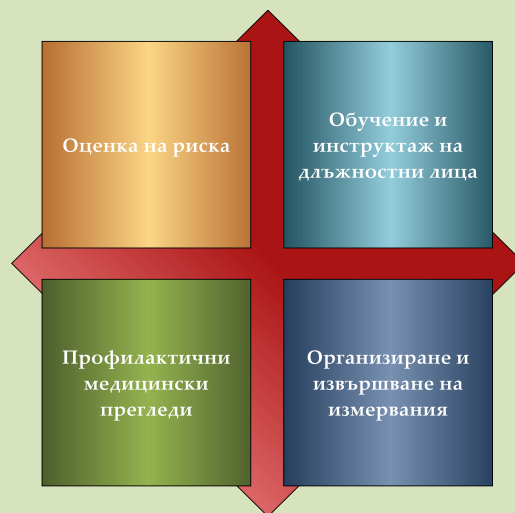 Оценка на риска
Обучение и
инструктаж на
длъжностни лица
Профилактични
медицински
прегледи
Организиране и
извършване на
измервания